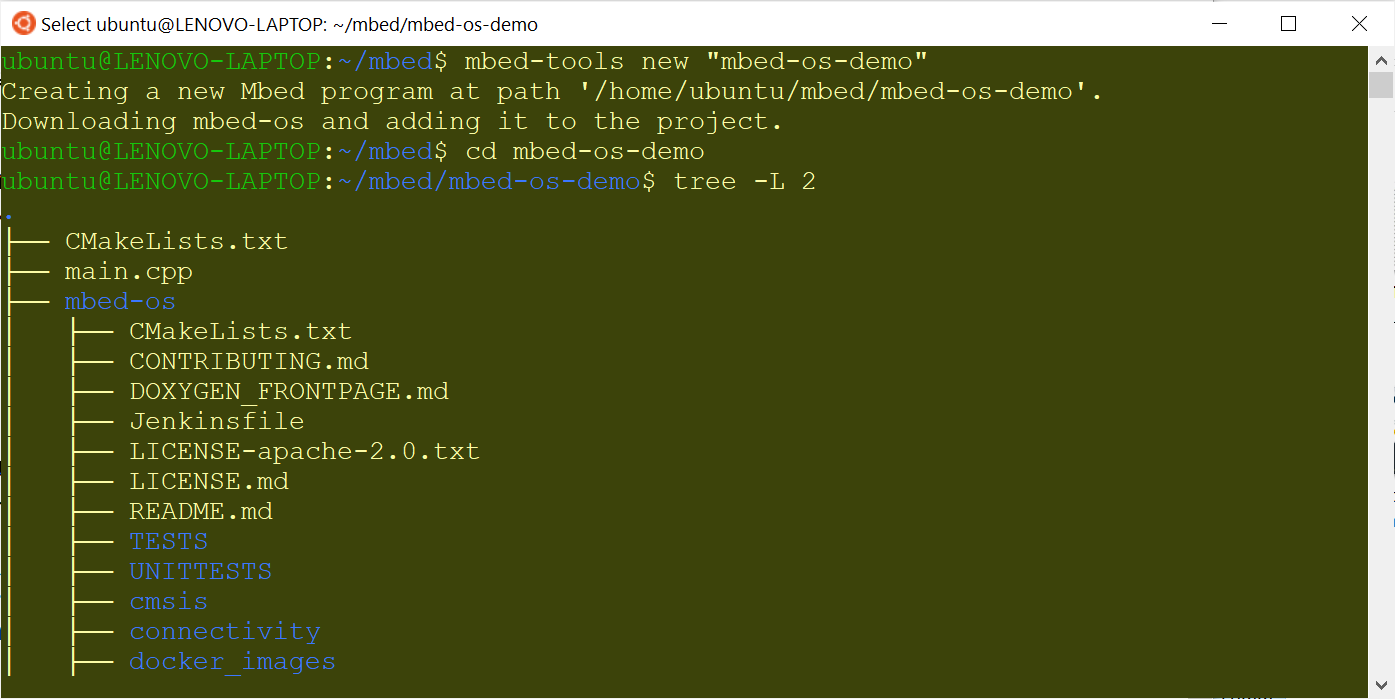 Select ubuntu@LENOVO-LAPTOP: ~/mbed/mbed-os-demo
ubuntu@LENOVO-LAPTOP:~/mbed$ mbed-tools new "mbed-os-demo"
Creating a new Mbed program at path '/home/ubuntu/mbed/mbed-os-demo'.
Downloading mbed-os and adding it to the project.
ubuntu@LENOVO-LAPTOP:~/mbed$ cd mbed-os-demo
ubuntu@LENOVO-LAPTOP:~/mbed/mbed-os-demo$ tree -L 2
.
├── CMakeLists.txt
├── main.cpp
├── mbed-os
│   ├── CMakeLists.txt
│   ├── CONTRIBUTING.md
│   ├── DOXYGEN_FRONTPAGE.md
│   ├── Jenkinsfile
│   ├── LICENSE-apache-2.0.txt
│   ├── LICENSE.md
│   ├── README.md
│   ├── TESTS
│   ├── UNITTESTS
│   ├── cmsis
│   ├── connectivity
│   ├── docker_images